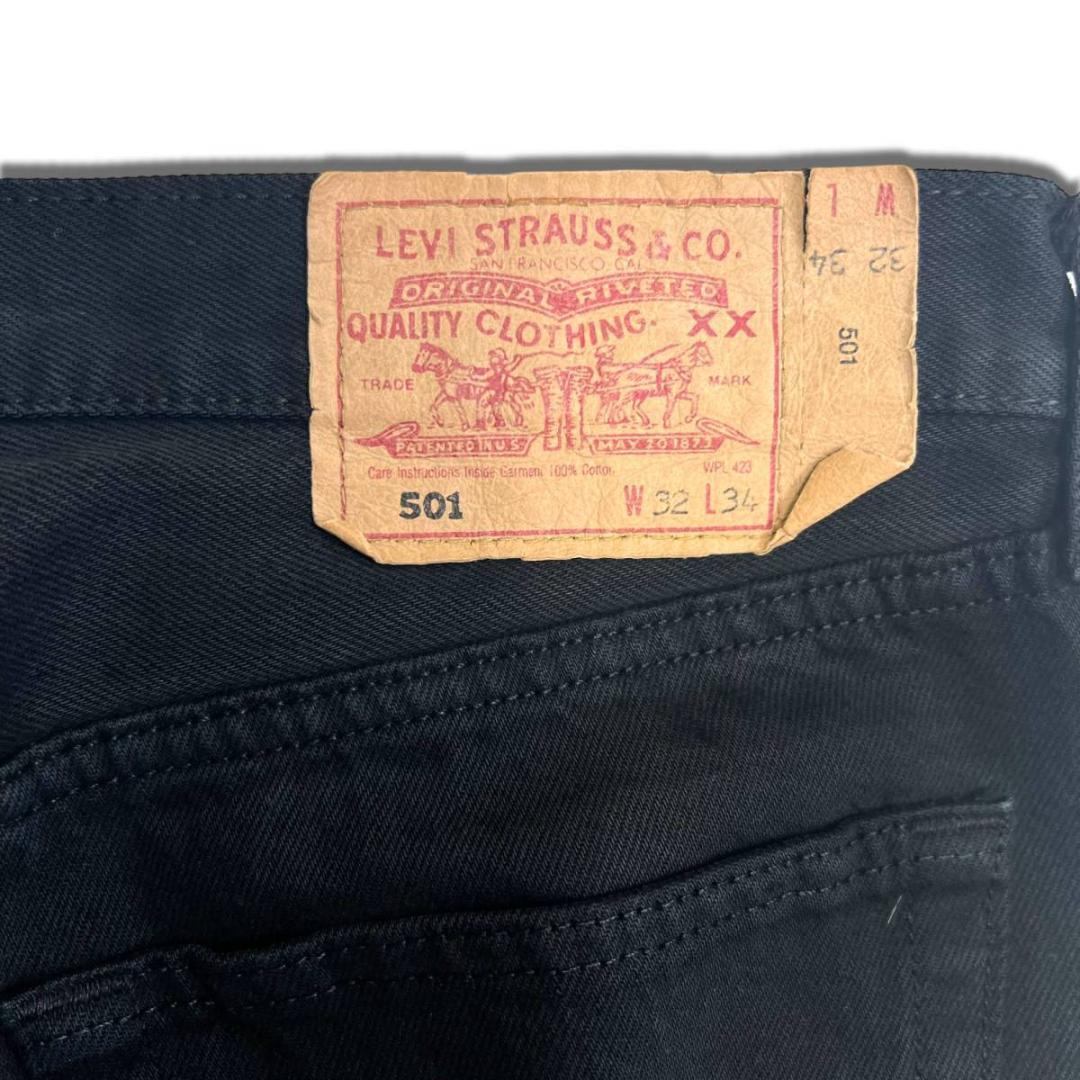 LEVI STRAUSS & CO.
SAN FRANCISCO CAL
ORIGINAL RIVETED
QUALITY CLOTHING. XX
TRADE MARK
PATENTED IN U.S. MAY 20 1873
Care Instructions Inside Garment 100% Cotton WPL 423
501 W 32 L 34
L W
34 32
501